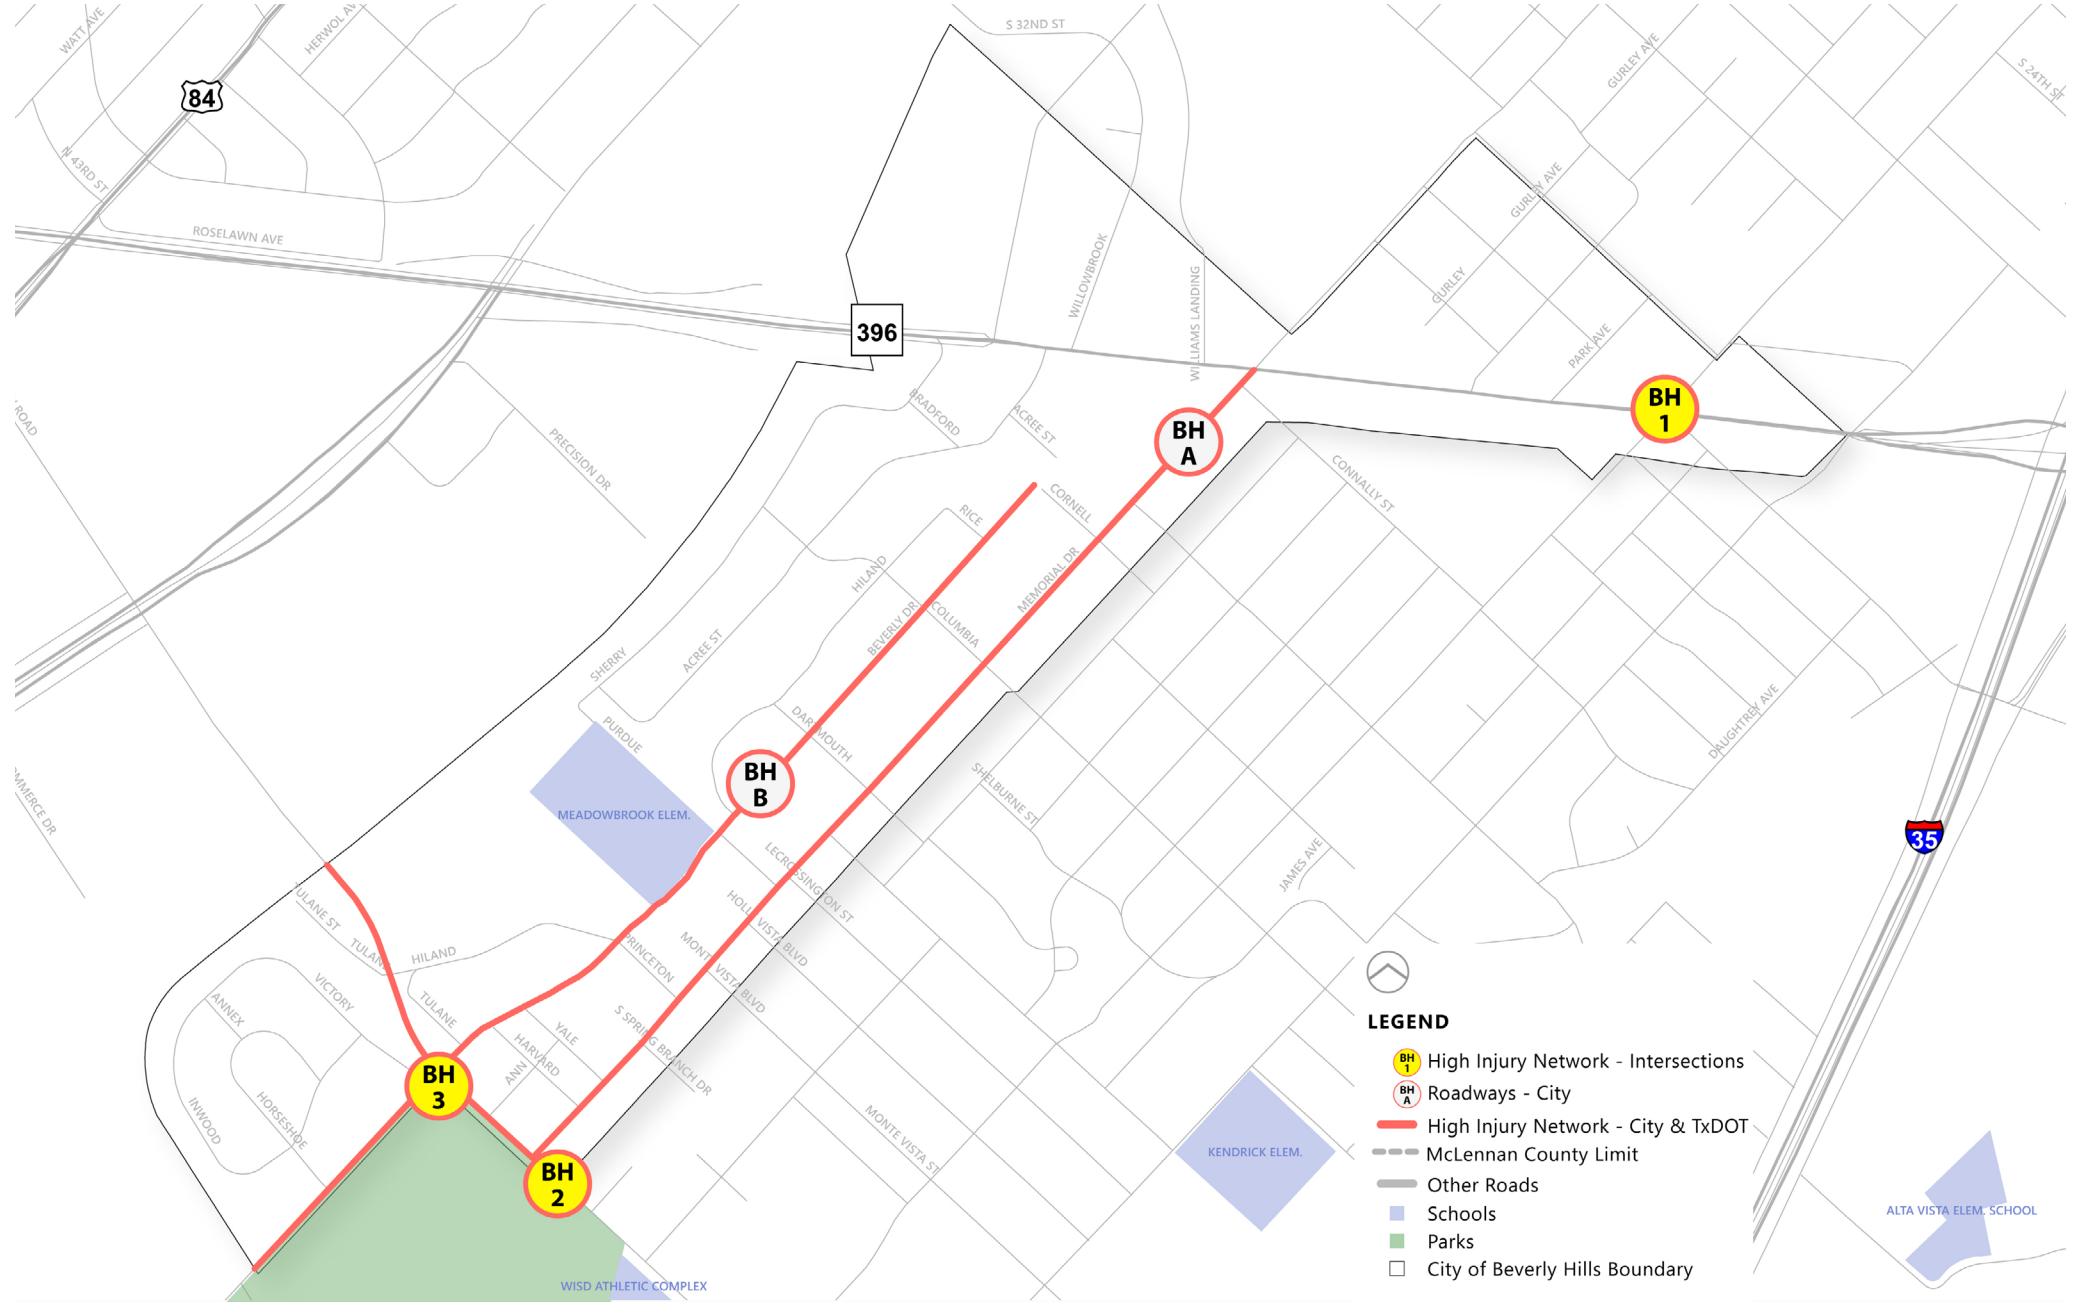 WATT AVE
HERWOL AV
S 32ND ST
GURLEY AVE
S 24TH ST
84
N 43RD ST
ROSELAWN AVE
GURLEY AVE
WILLOWBROOK
WILLIAMS LANDING
GURLEY
396
PARK AVE
BH
1
ROAD
BRADFORD
ACREE ST
BH
A
PRECISION DR
CONNALLY ST
RICE
CORNELL
HILAND
MEMORIAL DR
BEVERLY DR
COLUMBIA
SHERRY
ACREE ST
PURDUE
DARTMOUTH
DAUGHTREY AVE
BH
B
SHELBURNE ST
MMERCE DR
MEADOWBROOK ELEM.
35
LECROSSINGTON ST
JAMES AVE
TULANE ST
HOLLY VISTA BLVD
TULANE
HILAND
PRINCETON
MONTE VISTA BLVD
VICTORY
ANNEX
TULANE
YALE
HARVARD
ANN
S SPRING BRANCH DR
BH
3
INWOOD
HORSESHOE
MONTE VISTA ST
BH
2
KENDRICK ELEM.
WISD ATHLETIC COMPLEX
ALTA VISTA ELEM. SCHOOL
LEGEND
BH
1
High Injury Network - Intersections
BH
A
Roadways - City
High Injury Network - City & TxDOT
McLennan County Limit
Other Roads
Schools
Parks
City of Beverly Hills Boundary